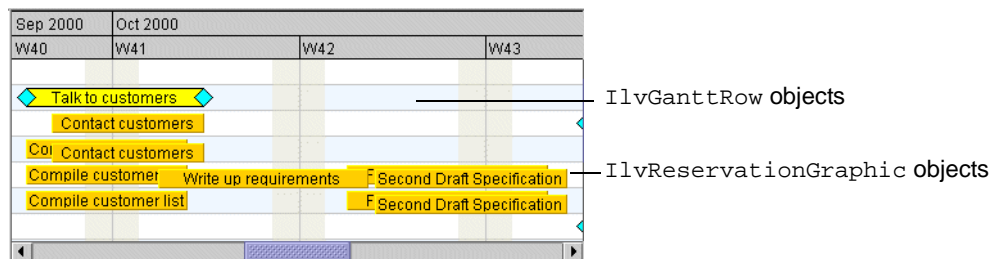 Sep 2000 Oct 2000
W40 W41 W42 W43
Talk to customers IlvGanttRow objects
Contact customers
Contact customers
Compile customer Write up requirements F Second Draft Specification IlvReservationGraphic objects
Compile customer list F Second Draft Specification